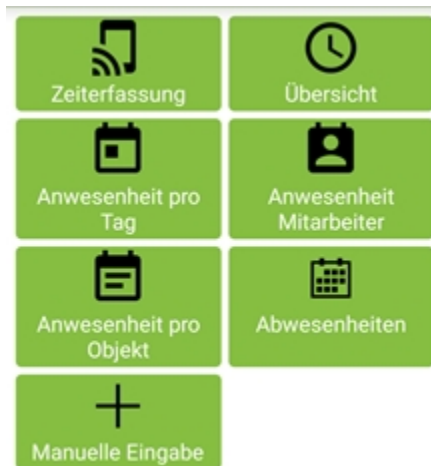 Zeiterfassung
Übersicht
Anwesenheit pro
Tag
Anwesenheit
Mitarbeiter
Anwesenheit pro
Objekt
Abwesenheiten
Manuelle Eingabe